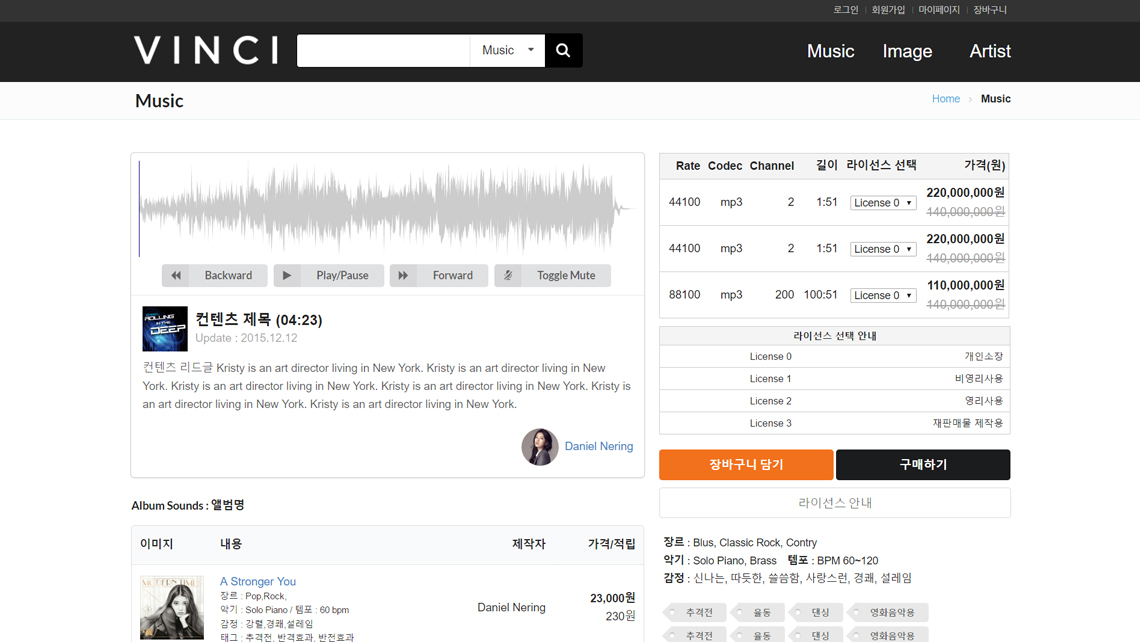 로그인 회원가입 마이페이지 장바구니
VINCI Music Music Image Artist
Music Home Music
Backward Play/Pause Forward Toggle Mute
ROLLING
IN THE
DEEP
컨텐츠 제목 (04:23)
Update : 2015.12.12
컨텐츠 리드글 Kristy is an art director living in New York. Kristy is an art director living in New
York. Kristy is an art director living in New York. Kristy is an art director living in New York. Kristy is
an art director living in New York. Kristy is an art director living in New York.
Daniel Nering
Album Sounds : 앨범명
이미지 내용 제작자 가격/적립
MODERN TIMES
A Stronger You
장르 : Pop,Rock,
악기 : Solo Piano / 템포 : 60 bpm
감정 : 강렬,경쾌,설레임
태그 : 추격전, 반격효과, 반전효과
Daniel Nering
23,000원
230원
Rate Codec Channel 길이 라이선스 선택 가격(원)
44100 mp3 2 1:51 License 0 220,000,000원
140,000,000원
44100 mp3 2 1:51 License 0 220,000,000원
140,000,000원
88100 mp3 200 100:51 License 0 110,000,000원
140,000,000원
라이선스 선택 안내
License 0 개인소장
License 1 비영리사용
License 2 영리사용
License 3 재판매물 제작용
장바구니 담기 구매하기
라이선스 안내
장르 : Blus, Classic Rock, Contry
악기 : Solo Piano, Brass 템포 : BPM 60~120
감정 : 신나는, 따듯한, 쓸쓸함, 사랑스런, 경쾌, 설레임
추격전 율동 댄싱 영화음악용
추격전 율동 댄싱 영화음악용